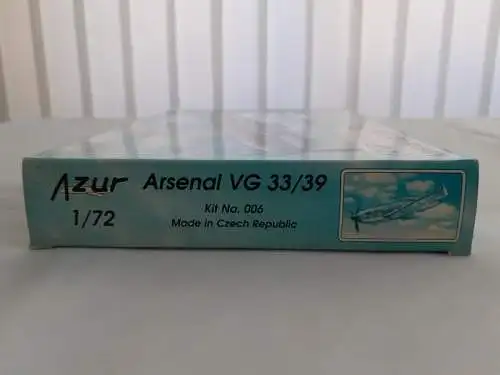 Azur Arsenal VG 33/39
1/72 Kit No. 006
Made in Czech Republic